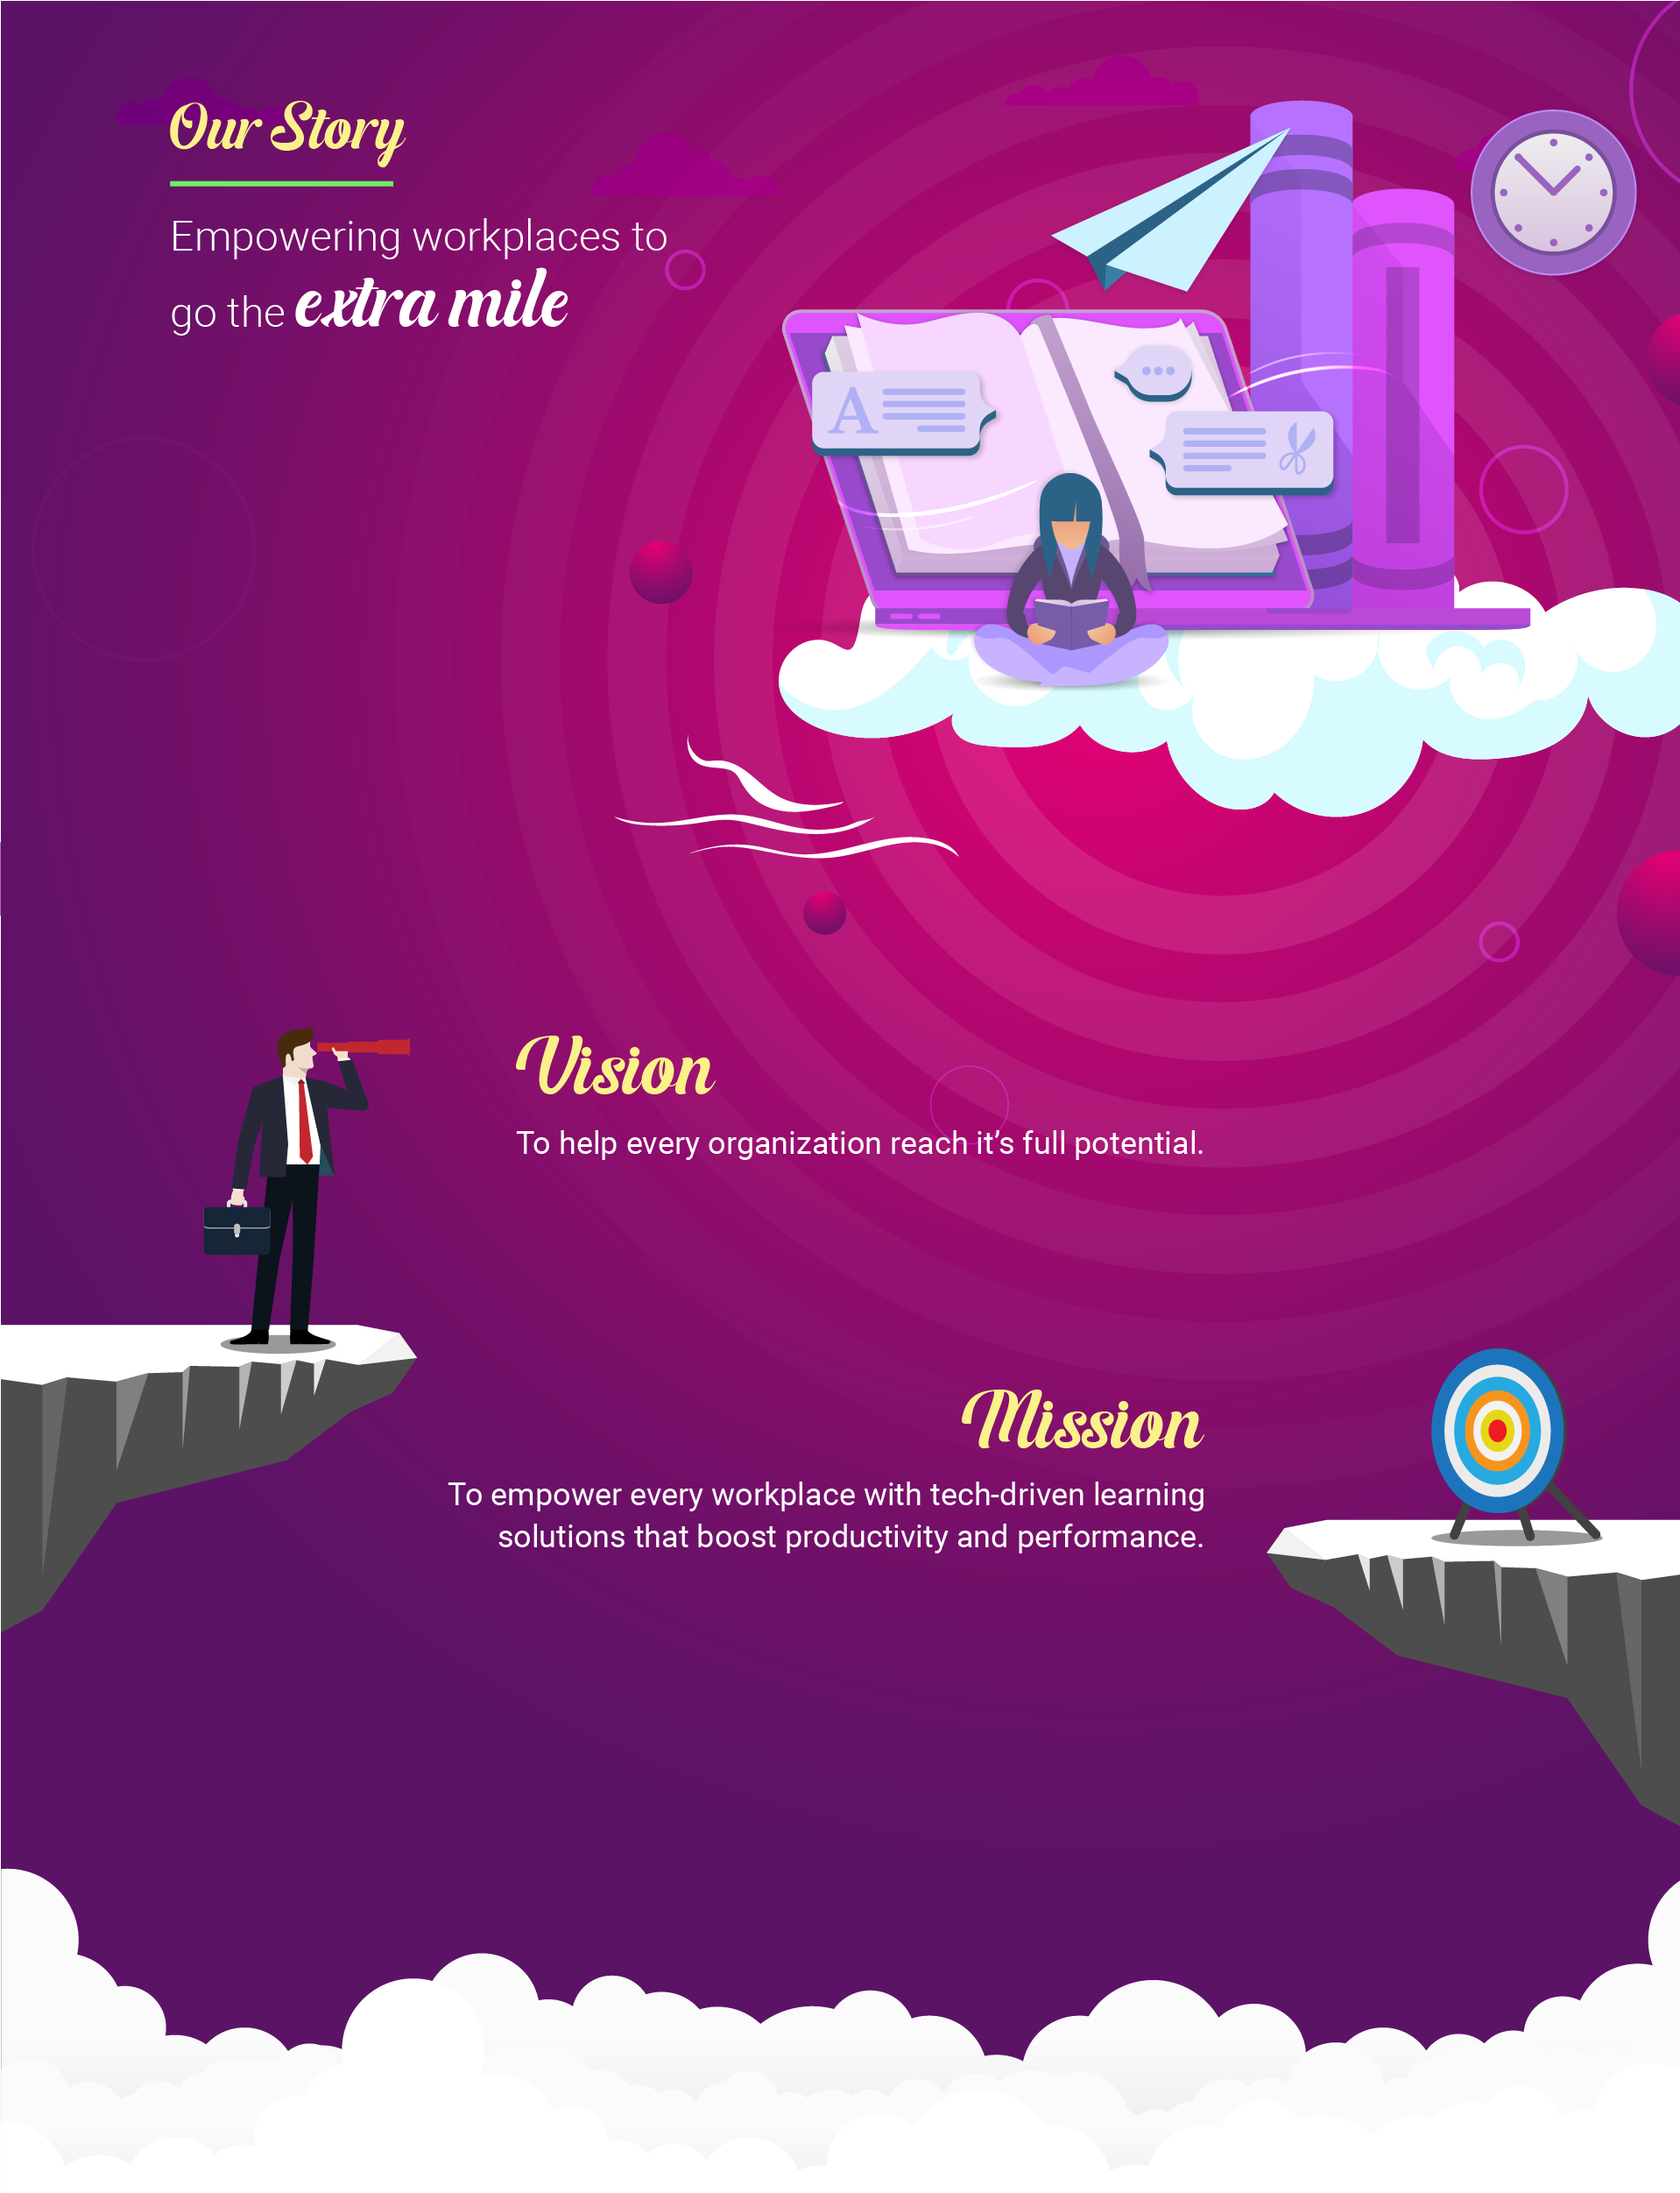 Our Story
Empowering workplaces to
go the extra mile
A
Vision
To help every organization reach it’s full potential.
Mission
To empower every workplace with tech-driven learning
solutions that boost productivity and performance.